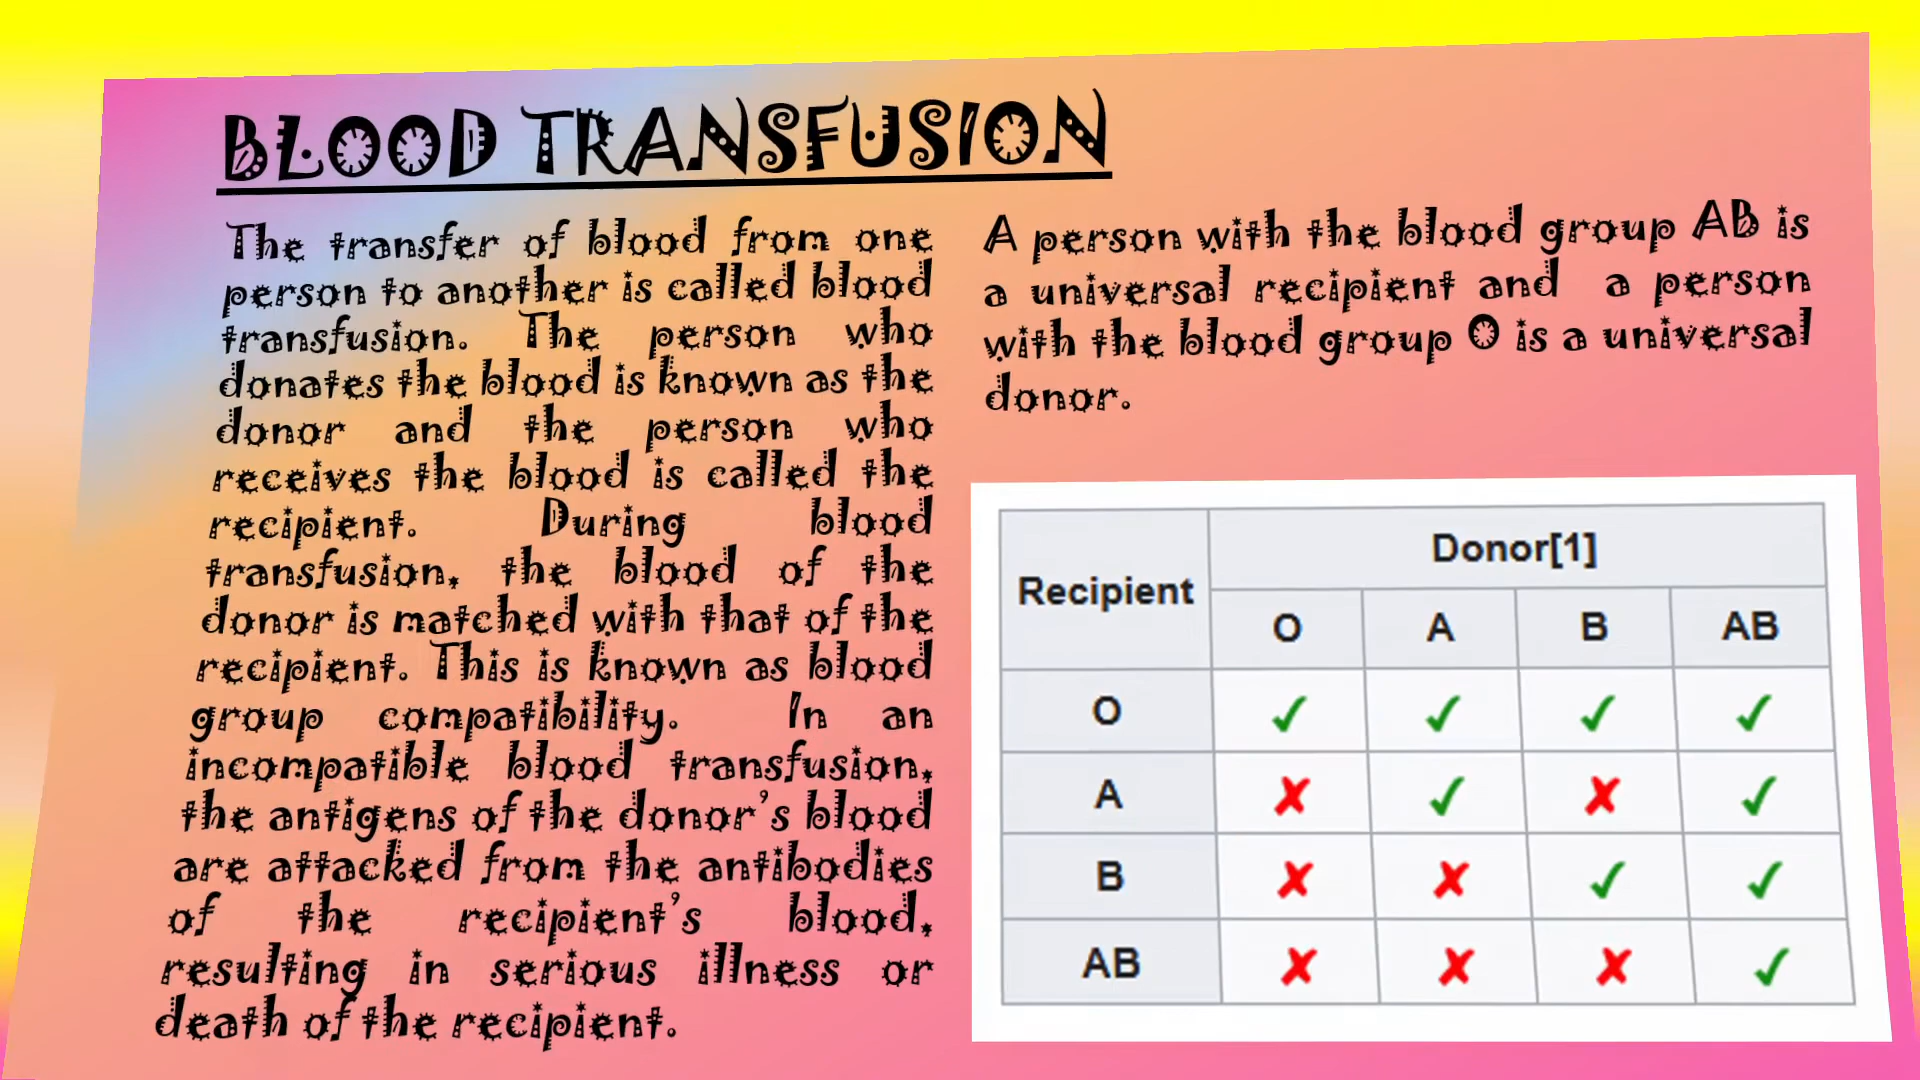 BLOOD TRANSFUSION
The transfer of blood from one
person to another is called blood
transfusion. The person who
donates the blood is known as the
donor and the person who
receives the blood is called the
recipient. During blood
transfusion, the blood of the
donor is matched with that of the
recipient. This is known as blood
group compatibility. In an
incompatible blood transfusion,
the antigens of the donor's blood
are attacked from the antibodies
of the recipient's blood,
resulting in serious illness or
death of the recipient.
A person with the blood group AB is
a universal recipient and a person
with the blood group O is a universal
donor.
Recipient Donor[1]
O A B AB
O ✓ ✓ ✓ ✓
A ✘ ✓ ✘ ✓
B ✘ ✘ ✓ ✓
AB ✘ ✘ ✘ ✓